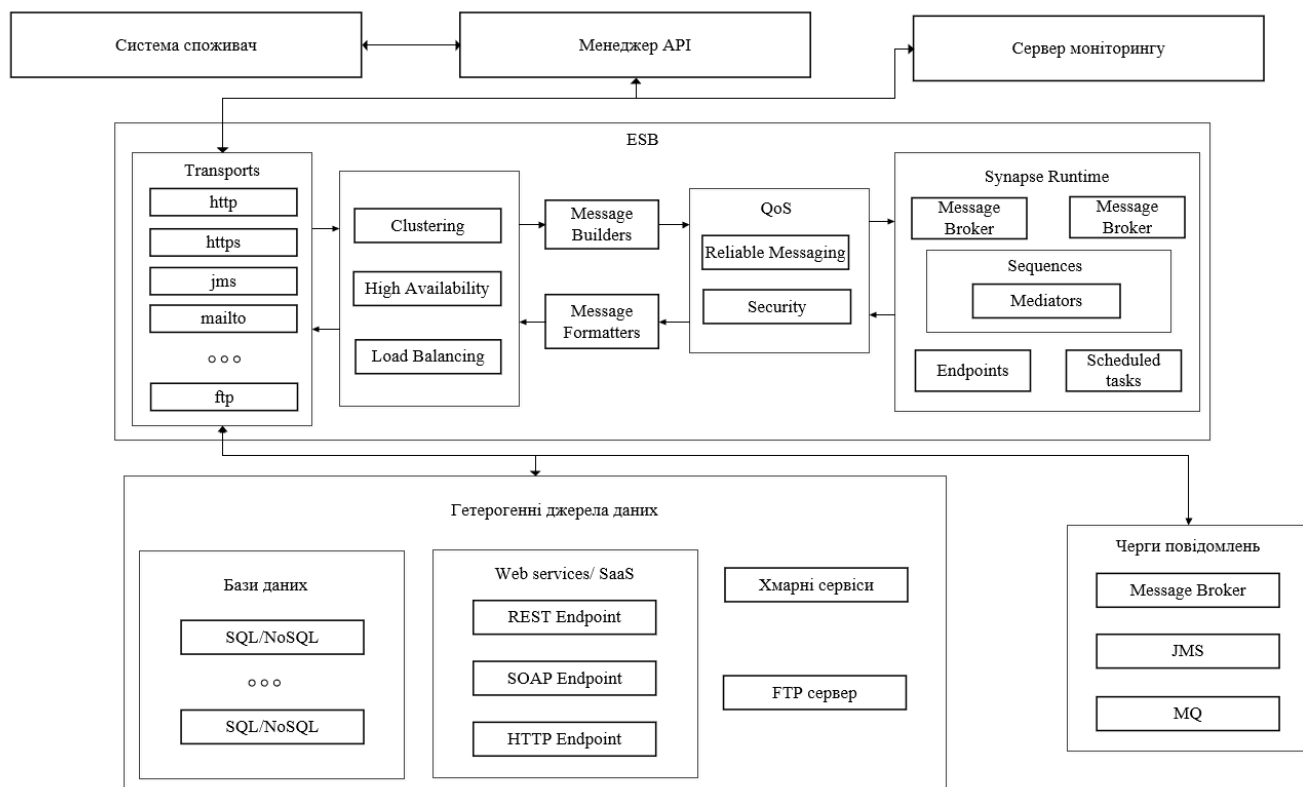 Система споживач
Менеджер API
Сервер моніторингу
ESB
Transports
http
https
jms
mailto
ftp
Clustering
High Availability
Load Balancing
Message
Builders
Message
Formatters
QoS
Reliable Messaging
Security
Synapse Runtime
Message
Broker
Message
Broker
Sequences
Mediators
Endpoints
Scheduled
tasks
Гетерогенні джерела даних
Бази даних
SQL/NoSQL
SQL/NoSQL
Web services/ SaaS
REST Endpoint
SOAP Endpoint
HTTP Endpoint
Хмарні сервіси
FTP сервер
Черги повідомлень
Message Broker
JMS
MQ